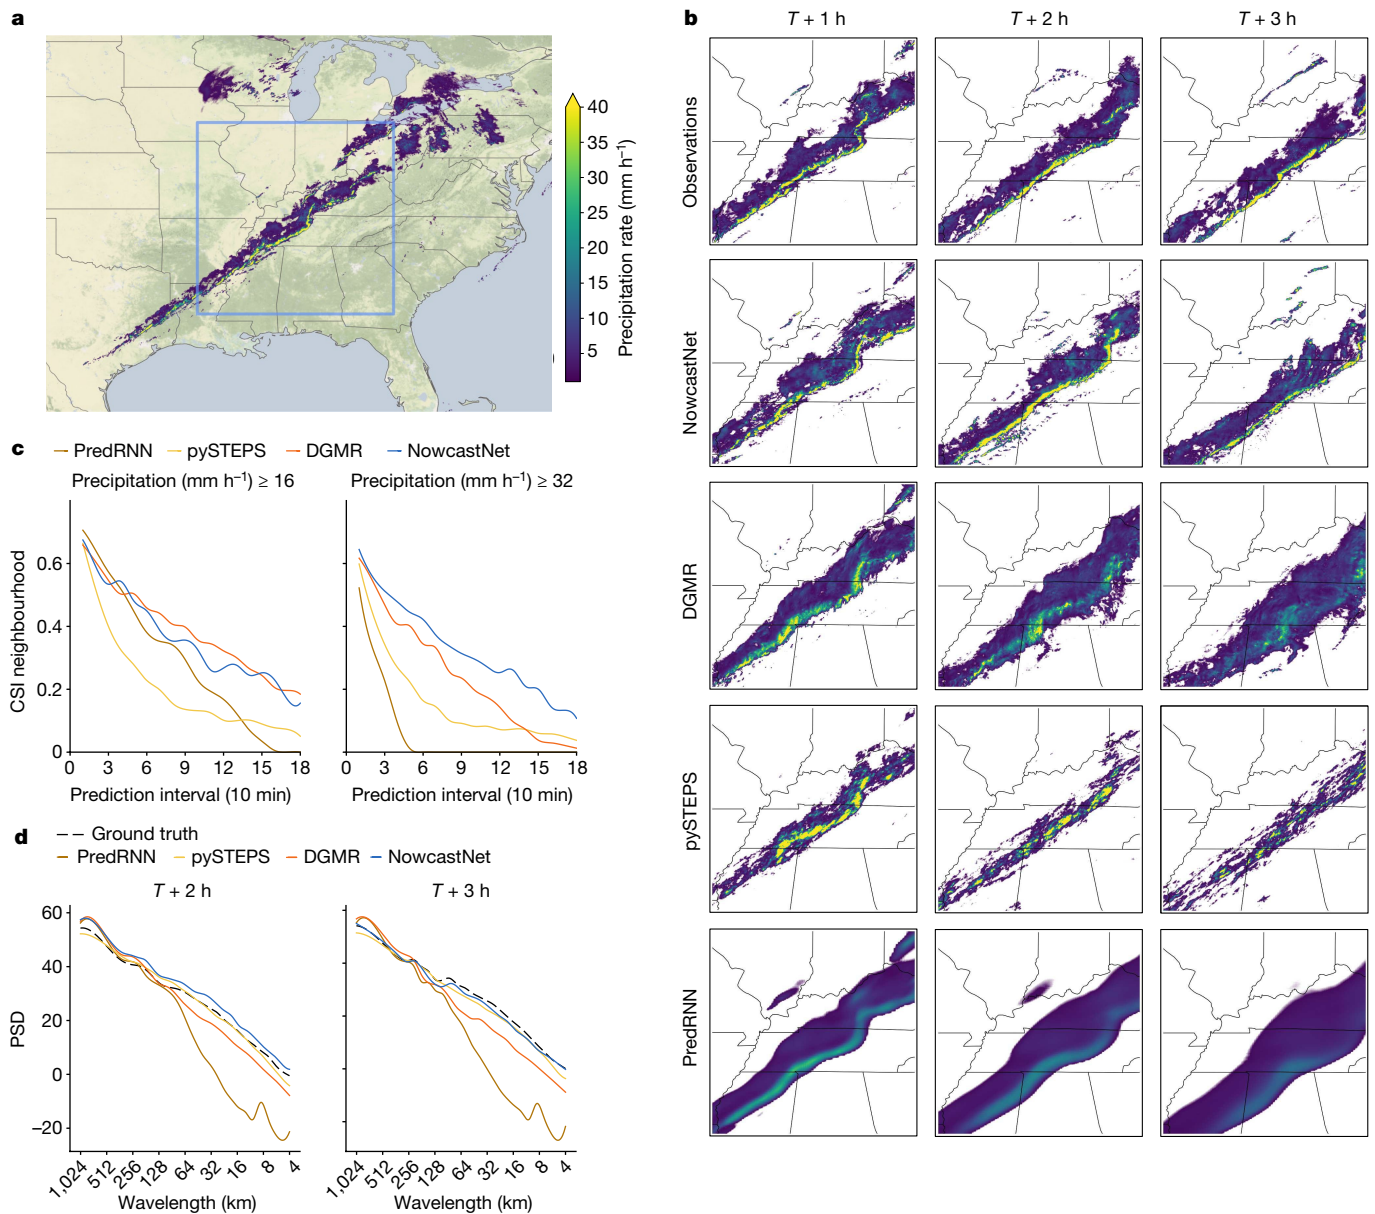 a
40
35
30
25
20
15
10
5
Precipitation rate (mm h⁻¹)
b
T + 1 h
T + 2 h
T + 3 h
Observations
NowcastNet
DGMR
pySTEPS
PredRNN
c
PredRNN
pySTEPS
DGMR
NowcastNet
Precipitation (mm h⁻¹) ≥ 16
Precipitation (mm h⁻¹) ≥ 32
CSI neighbourhood
0.6
0.4
0.2
0
0 3 6 9 12 15 18
0 3 6 9 12 15 18
Prediction interval (10 min)
Prediction interval (10 min)
d
Ground truth
PredRNN
pySTEPS
DGMR
NowcastNet
T + 2 h
T + 3 h
PSD
60
40
20
0
−20
1,024 512 256 128 64 32 16 8 4
1,024 512 256 128 64 32 16 8 4
Wavelength (km)
Wavelength (km)